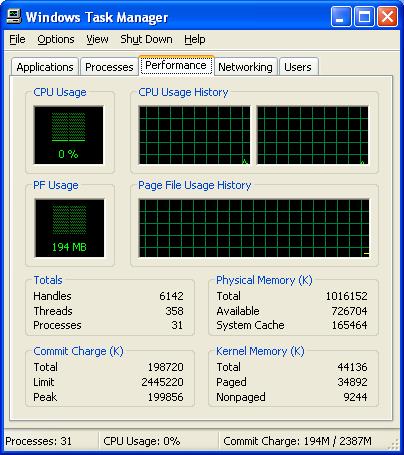 Windows Task Manager
File Options View Shut Down Help
Applications Processes Performance Networking Users
CPU Usage CPU Usage History
0 %
PF Usage Page File Usage History
194 MB
Totals Physical Memory (K)
Handles 6142 Total 1016152
Threads 358 Available 726704
Processes 31 System Cache 165464
Commit Charge (K) Kernel Memory (K)
Total 198720 Total 44136
Limit 2445220 Paged 34892
Peak 199856 Nonpaged 9244
Processes: 31 CPU Usage: 0% Commit Charge: 194M / 2387M